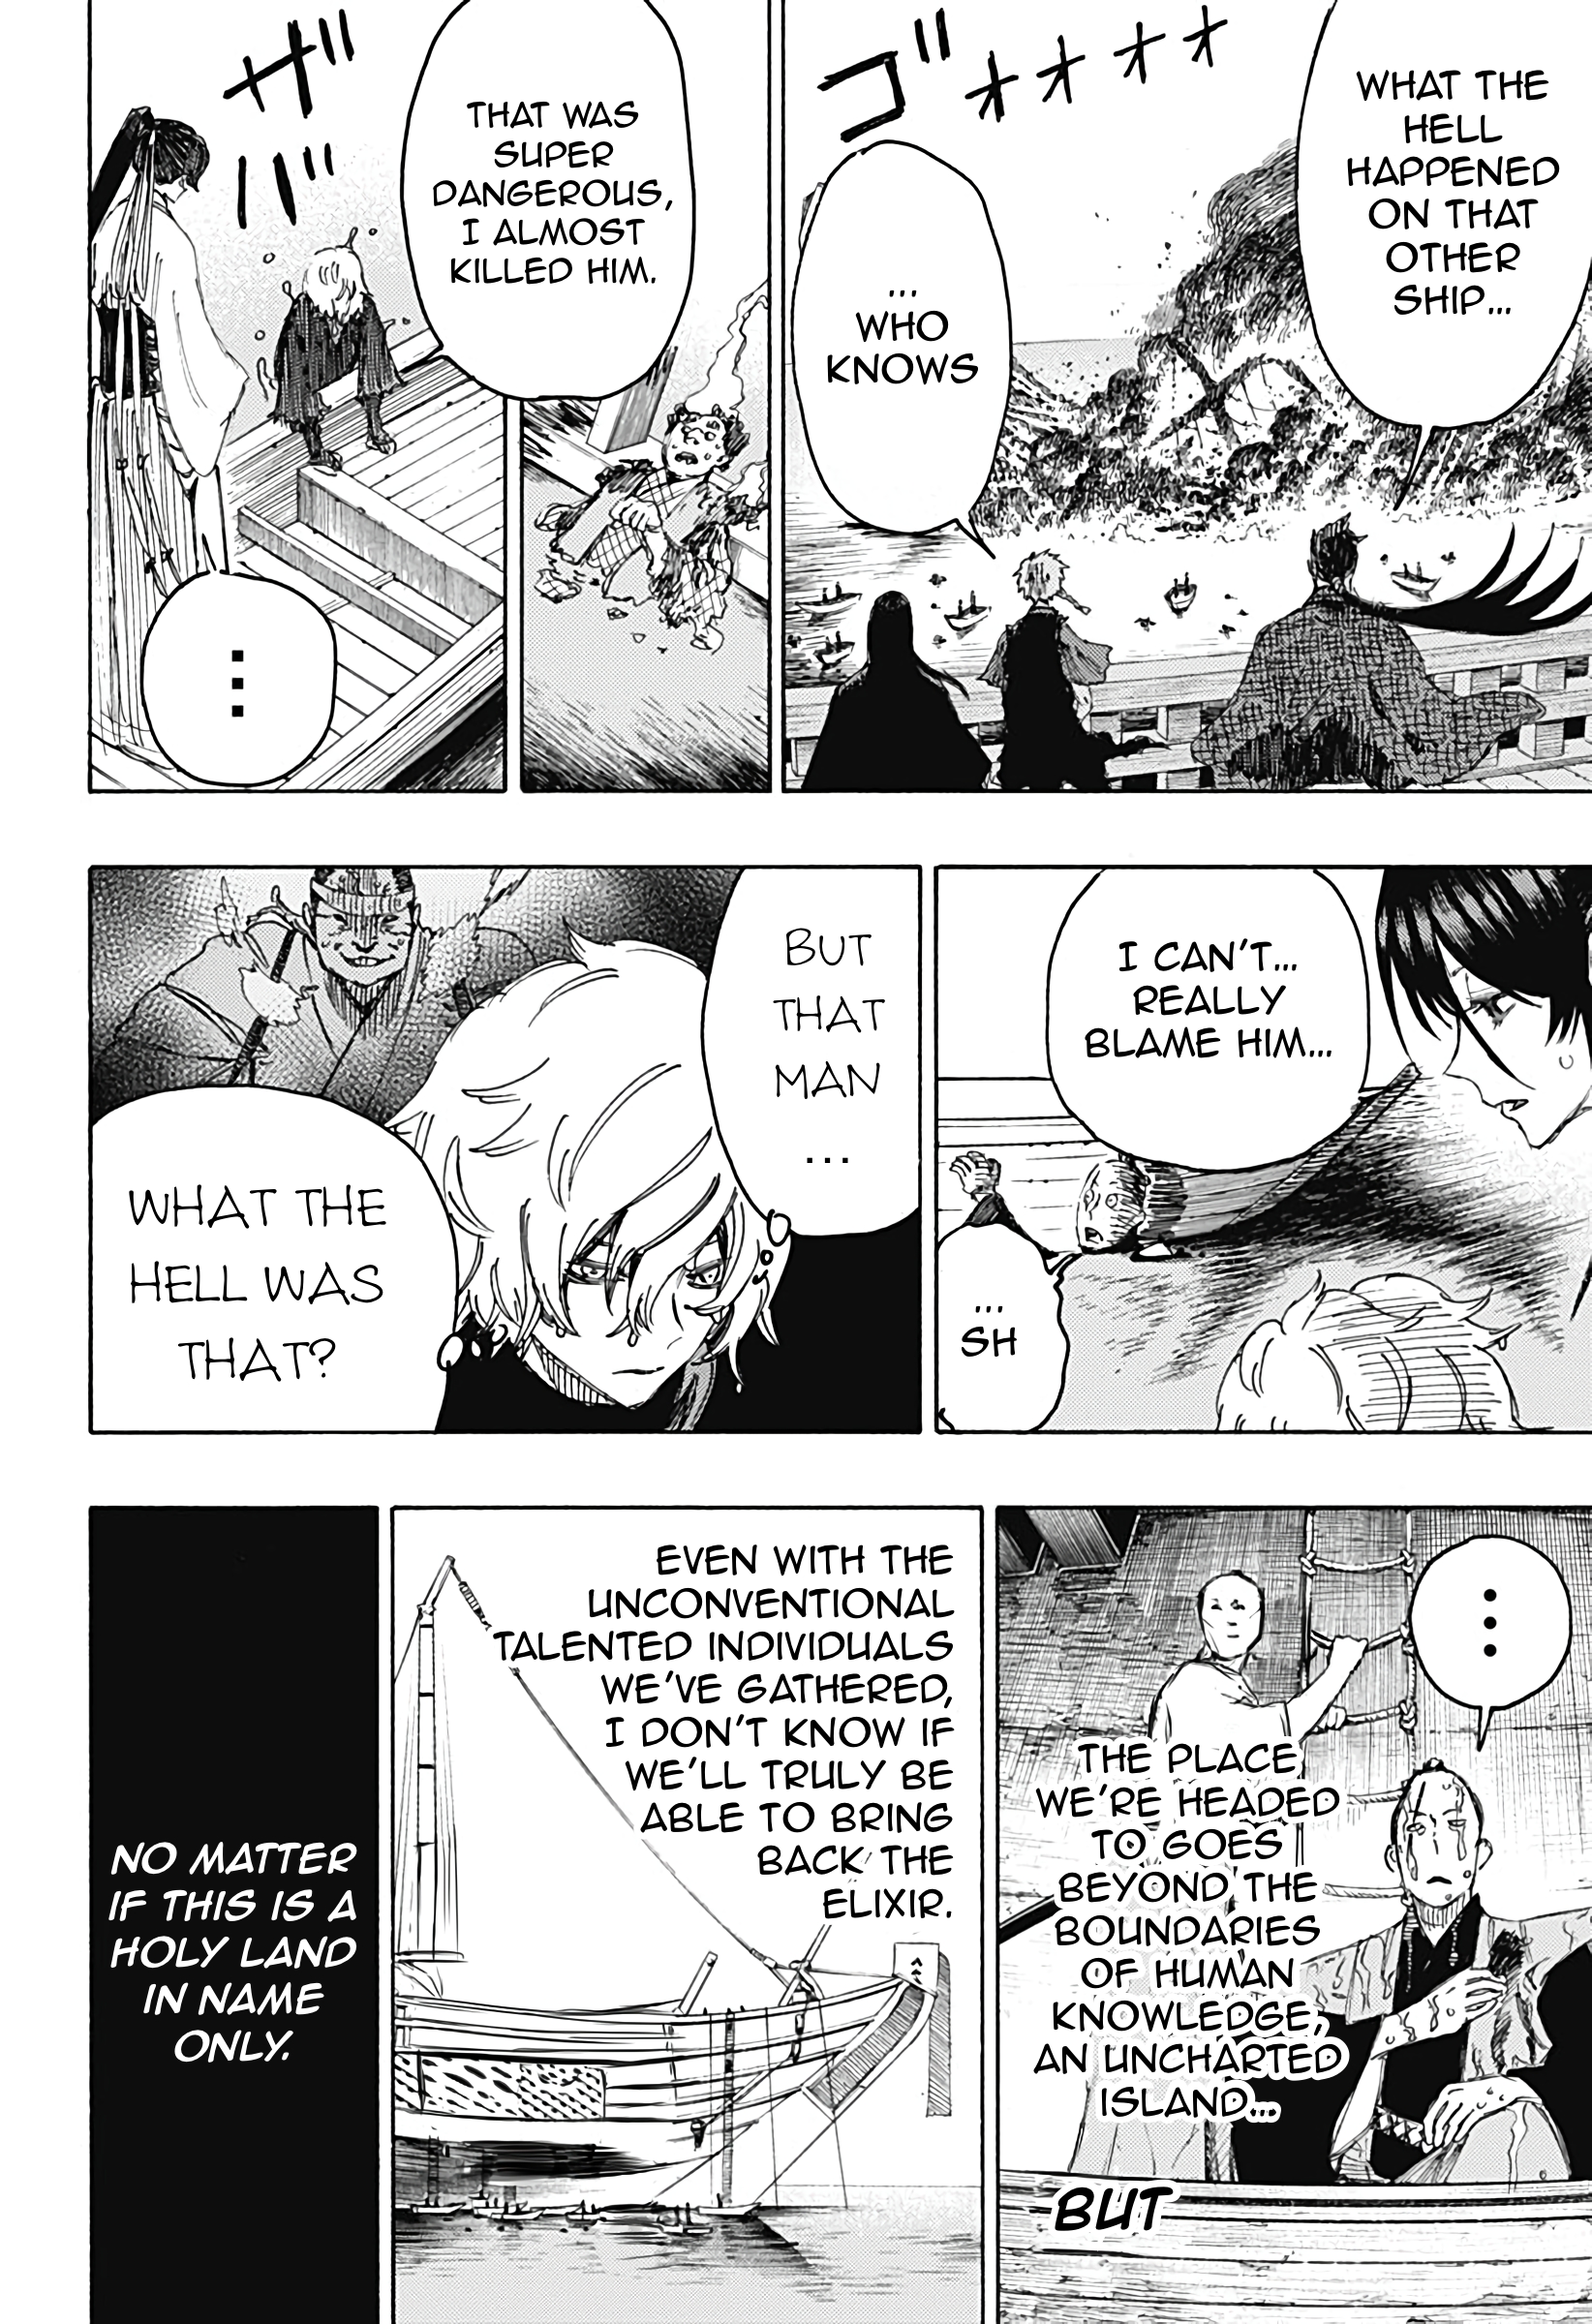 WHAT THE
HELL
HAPPENED
ON THAT
OTHER
SHIP...
ゴォォォォ
...
WHO
KNOWS
THAT WAS
SUPER
DANGEROUS,
I ALMOST
KILLED HIM.
ザバ
...
I CAN'T...
REALLY
BLAME HIM...
...
SH
BUT
THAT
MAN
...
WHAT THE
HELL WAS
THAT?
...
THE PLACE
WE'RE HEADED
TO GOES
BEYOND THE
BOUNDARIES
OF HUMAN
KNOWLEDGE,
AN UNCHARTED
ISLAND...
BUT
EVEN WITH THE
UNCONVENTIONAL
TALENTED INDIVIDUALS
WE'VE GATHERED,
I DON'T KNOW IF
WE'LL TRULY BE
ABLE TO BRING
BACK THE
ELIXIR.
NO MATTER
IF THIS IS A
HOLY LAND
IN NAME
ONLY.